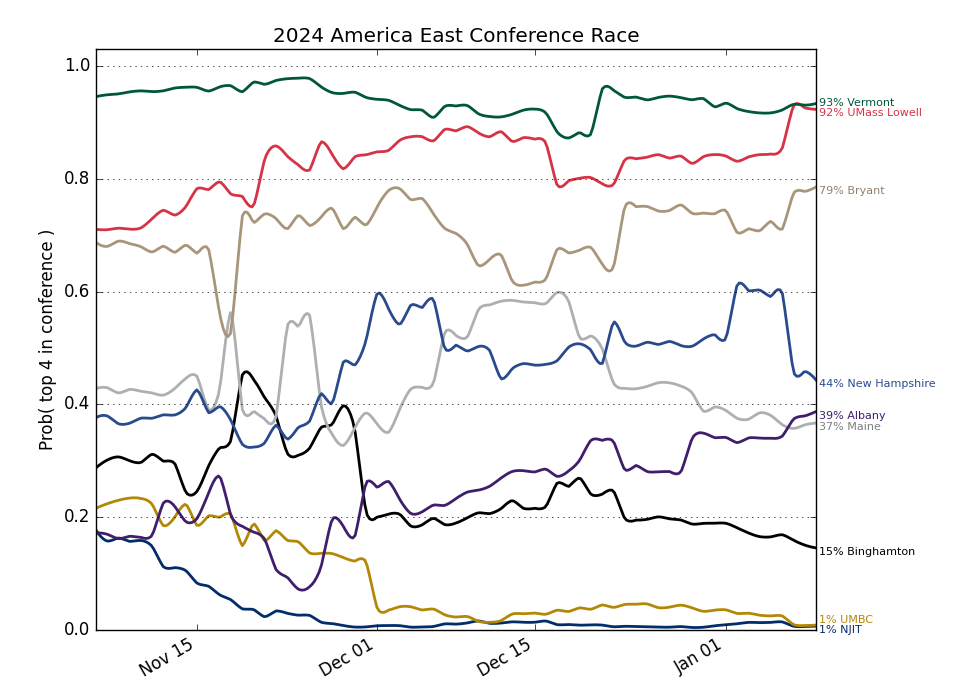 2024 America East Conference Race
Prob( top 4 in conference )
1.0
0.8
0.6
0.4
0.2
0.0
Nov 15
Dec 01
Dec 15
Jan 01
93% Vermont
92% UMass Lowell
79% Bryant
44% New Hampshire
39% Albany
37% Maine
15% Binghamton
1% UMBC
1% NJIT